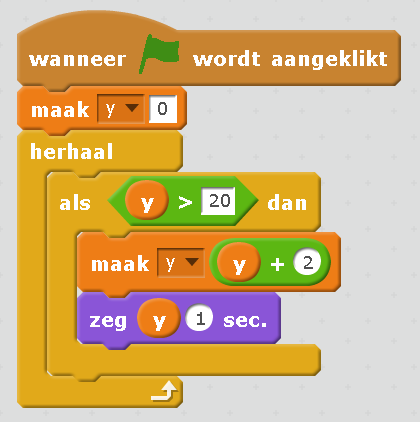 wanneer wordt aangeklikt
maak y 0
herhaal
als y > 20 dan
maak y y + 2
zeg y 1 sec.